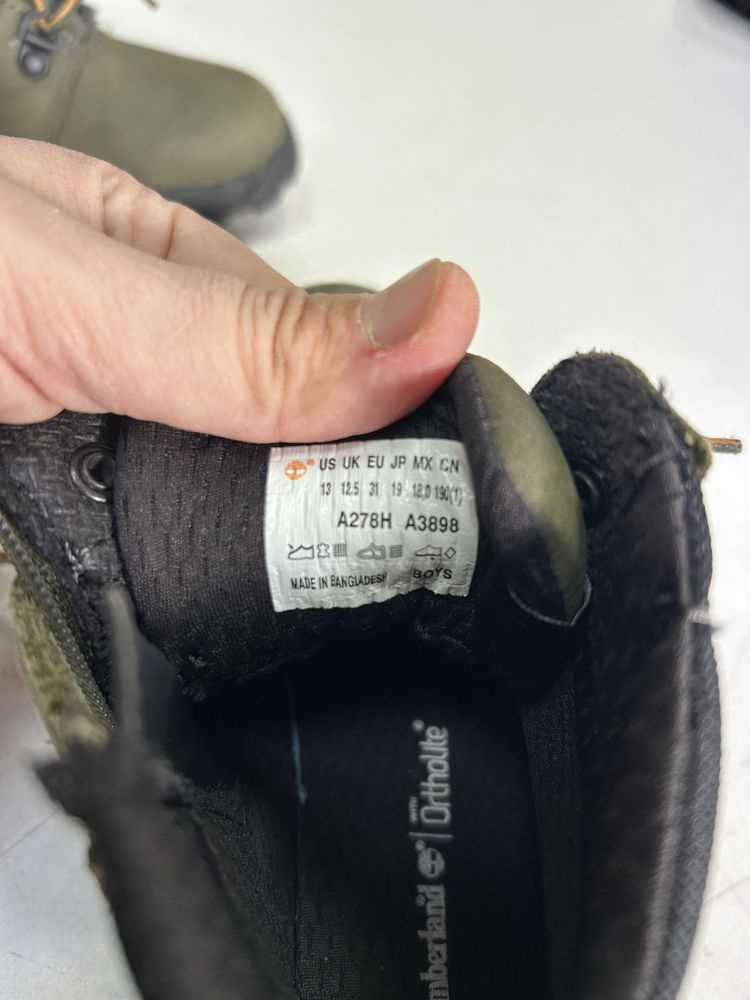 US UK EU JP MX CN
13 12.5 31 19 18,0 190(1)
A278H A3898
MADE IN BANGLADESH BOYS
mberland | WITH OrthoLite